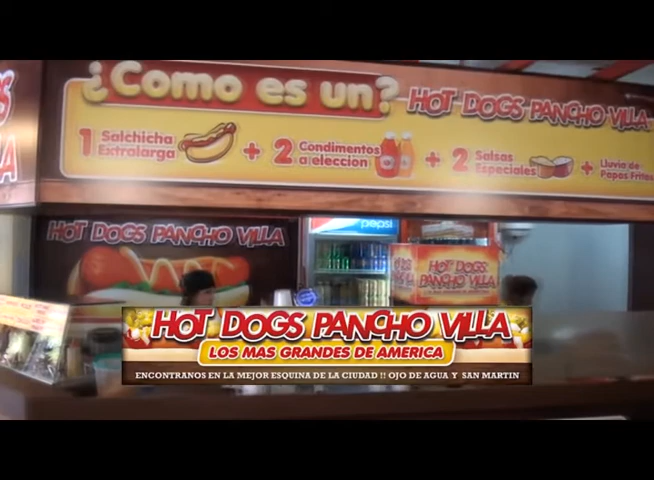 ¿Como es un? HOT DOGS PANCHO VILLA
1 Salchicha Extralarga + 2 Condimentos a eleccion + 2 Salsas Especiales + Lluvia de Papas Fritas
HOT DOGS PANCHO VILLA
pepsi
HOT DOGS
PANCHO VILLA
HOT DOGS PANCHO VILLA
LOS MAS GRANDES DE AMERICA
ENCONTRANOS EN LA MEJOR ESQUINA DE LA CIUDAD !! OJO DE AGUA Y SAN MARTIN